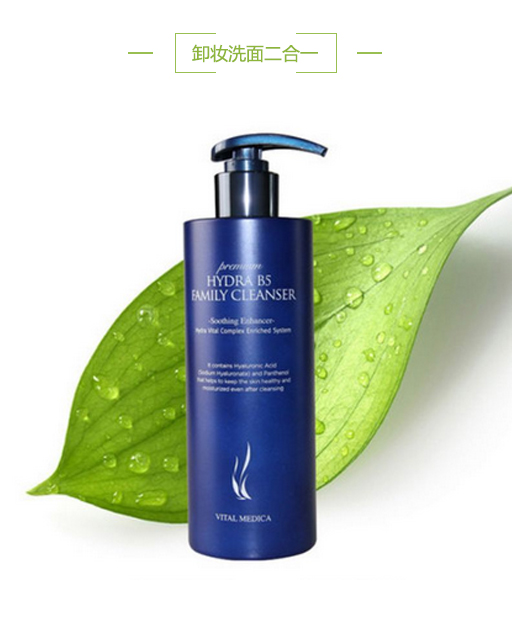 卸妆洗面二合一
premium
HYDRA B5
FAMILY CLEANSER
-Soothing Enhancer-
Hydra Vital Complex Enriched System
It contains Hyaluronic Acid
(Sodium Hyaluronate) and Panthenol
that helps to keep the skin healthy and
moisturized even after cleansing
VITAL MEDICA